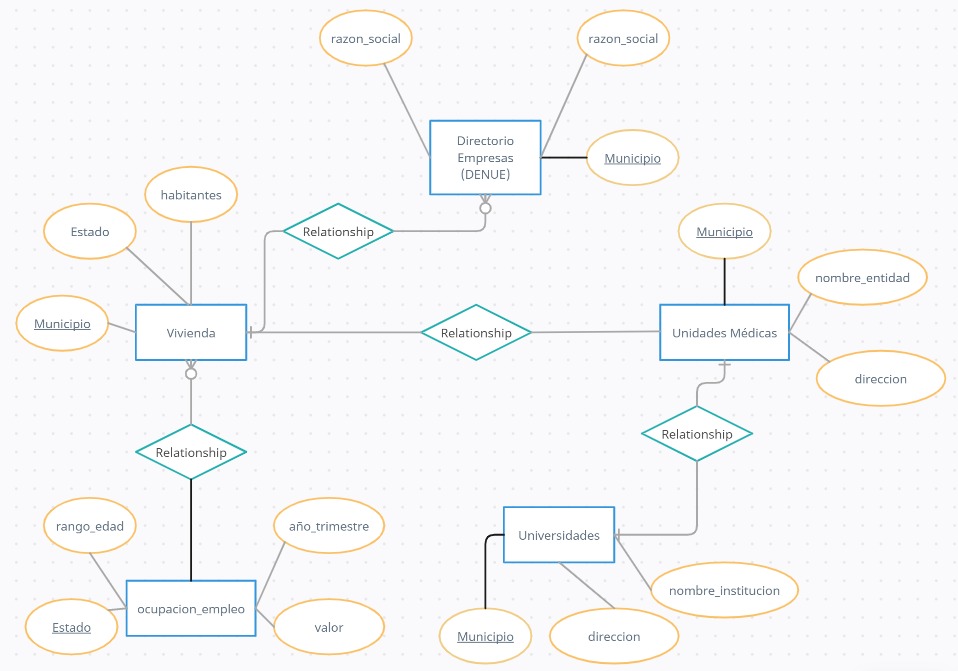 razon_social
razon_social
Directorio
Empresas
(DENUE)
Municipio
habitantes
Estado
Relationship
Municipio
nombre_entidad
Municipio
Vivienda
Relationship
Unidades Médicas
direccion
Relationship
Relationship
rango_edad
año_trimestre
Universidades
nombre_institucion
ocupacion_empleo
Estado
valor
Municipio
direccion